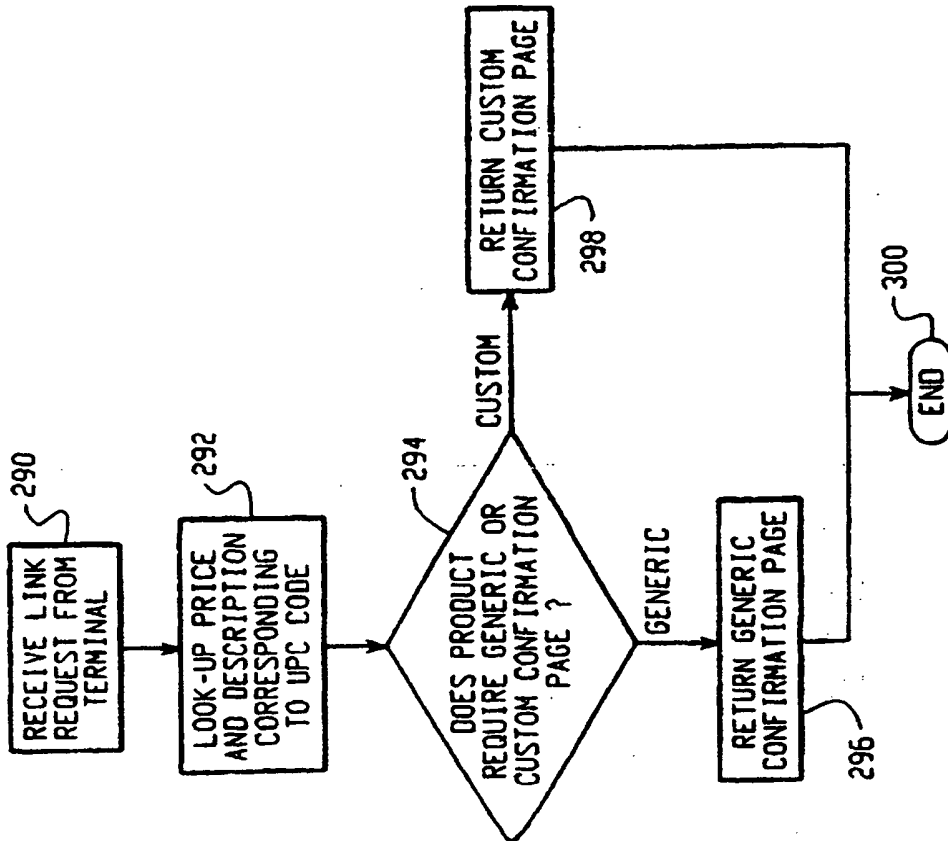 290
RECEIVE LINK
REQUEST FROM
TERMINAL
292
LOOK-UP PRICE
AND DESCRIPTION
CORRESPONDING
TO UPC CODE
294
DOES PRODUCT
REQUIRE GENERIC OR
CUSTOM CONFIRMATION
PAGE ?
CUSTOM
RETURN CUSTOM
CONFIRMATION PAGE
298
GENERIC
RETURN GENERIC
CONFIRMATION PAGE
296
300
END